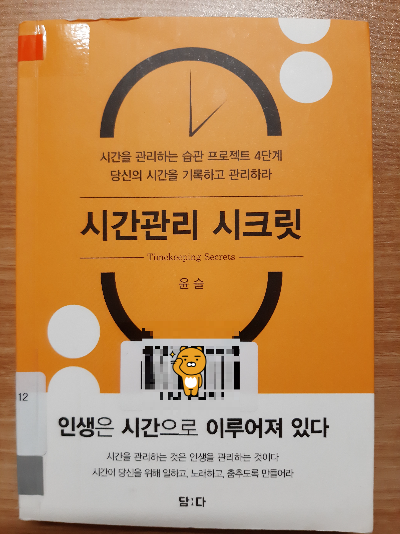 시간을 관리하는 습관 프로젝트 4단계
당신의 시간을 기록하고 관리하라
시간관리 시크릿
Timekeeping Secrets
윤 슬
12
인생은 시간으로 이루어져 있다
시간을 관리하는 것은 인생을 관리하는 것이다
시간이 당신을 위해 일하고, 노래하고, 춤추도록 만들어라
담:다